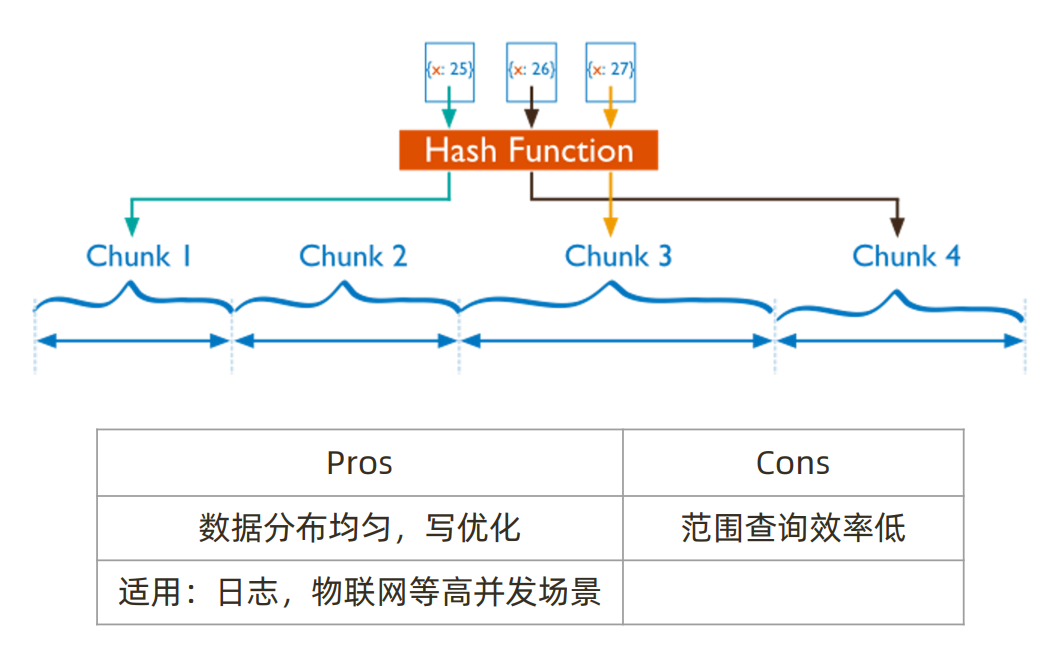 {x: 25} {x: 26} {x: 27}
Hash Function
Chunk 1 Chunk 2 Chunk 3 Chunk 4
Pros Cons
数据分布均匀，写优化 范围查询效率低
适用：日志，物联网等高并发场景